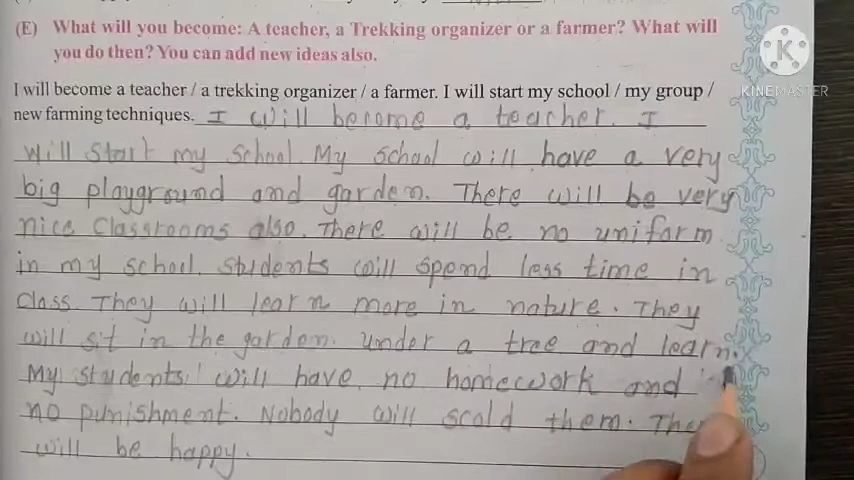 (E) What will you become: A teacher, a Trekking organizer or a farmer? What will
you do then? You can add new ideas also.
K
KINEMASTER
I will become a teacher / a trekking organizer / a farmer. I will start my school / my group /
new farming techniques. I will become a teacher. I
will start my school. My school will have a very
big playground and garden. There will be very
nice classrooms also. There will be no uniform
in my school. Students will spend less time in
class. They will learn more in nature. They
will sit in the garden. under a tree and learn.
My students will have no homework and
no punishment. Nobody will scold them.
will be happy.